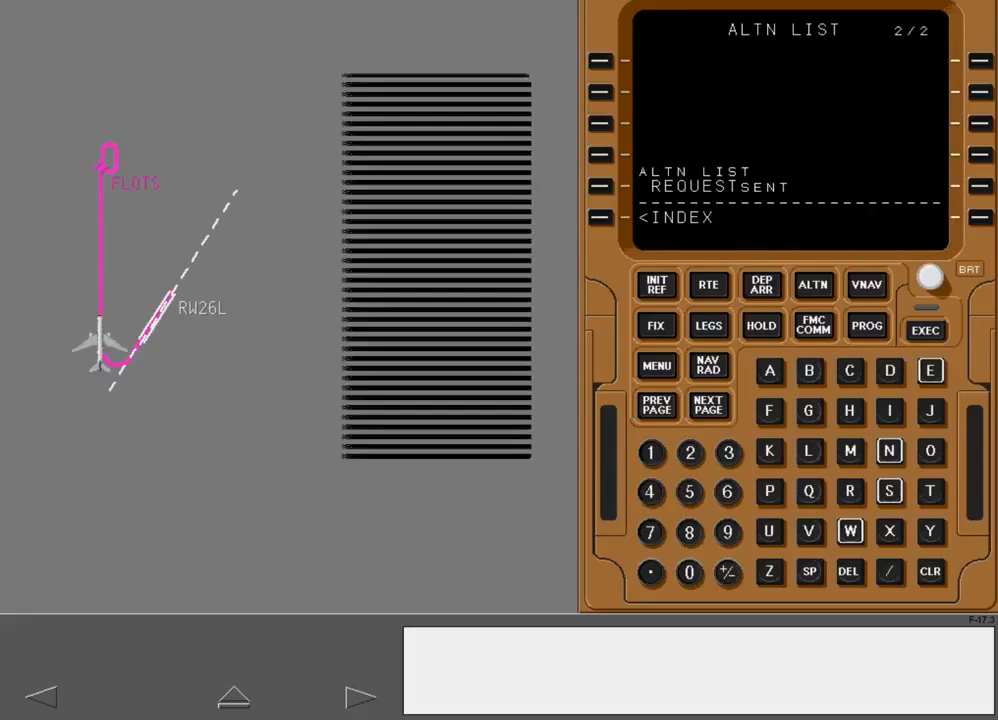 ALTN LIST 2/2
ALTN LIST
REQUEST SENT
<INDEX
FLOTS
RW26L
BRT
INIT REF
RTE
DEP ARR
ALTN
VNAV
FIX
LEGS
HOLD
FMC COMM
PROG
EXEC
MENU
NAV RAD
PREV PAGE
NEXT PAGE
A B C D E
F G H I J
1 2 3 K L M N O
4 5 6 P Q R S T
7 8 9 U V W X Y
. 0 +/- Z SP DEL / CLR
F-17.3